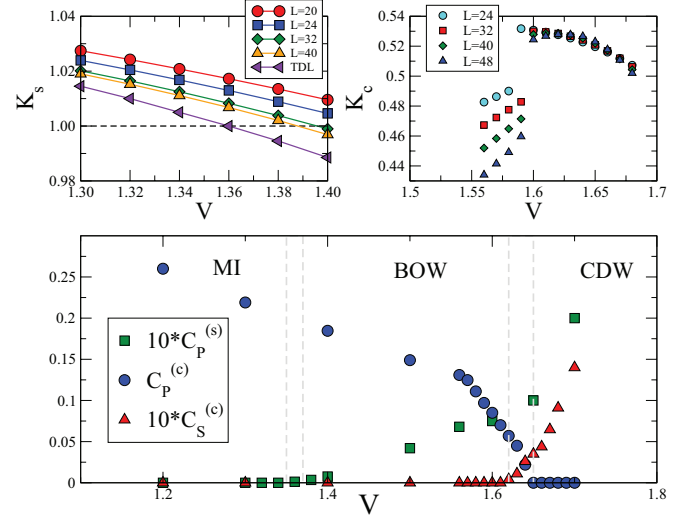 K_s
1.04
1.02
1.00
0.98
1.30
1.32
1.34
1.36
1.38
1.40
V
L=20
L=24
L=32
L=40
TDL
K_c
0.53
0.52
0.5
0.48
0.46
0.44
1.5
1.55
1.6
1.65
1.7
V
L=24
L=32
L=40
L=48
0.25
0.2
0.15
0.1
0.05
0
MI
BOW
CDW
10*C_P^(s)
C_P^(c)
10*C_S^(c)
1.2
1.4
1.6
1.8
V